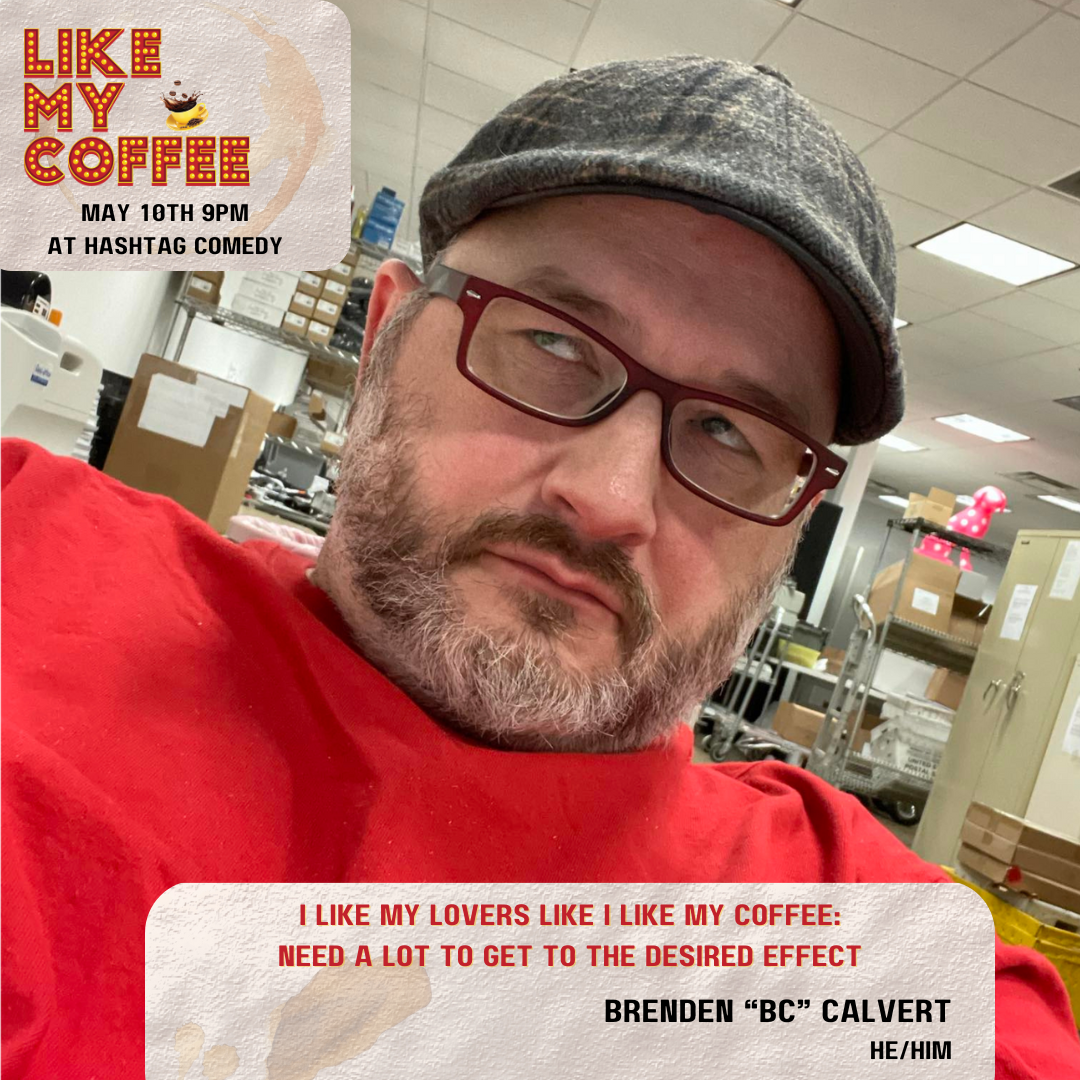 LIKE
MY
COFFEE
MAY 10TH 9PM
AT HASHTAG COMEDY
I LIKE MY LOVERS LIKE I LIKE MY COFFEE:
NEED A LOT TO GET TO THE DESIRED EFFECT
BRENDEN “BC” CALVERT
HE/HIM